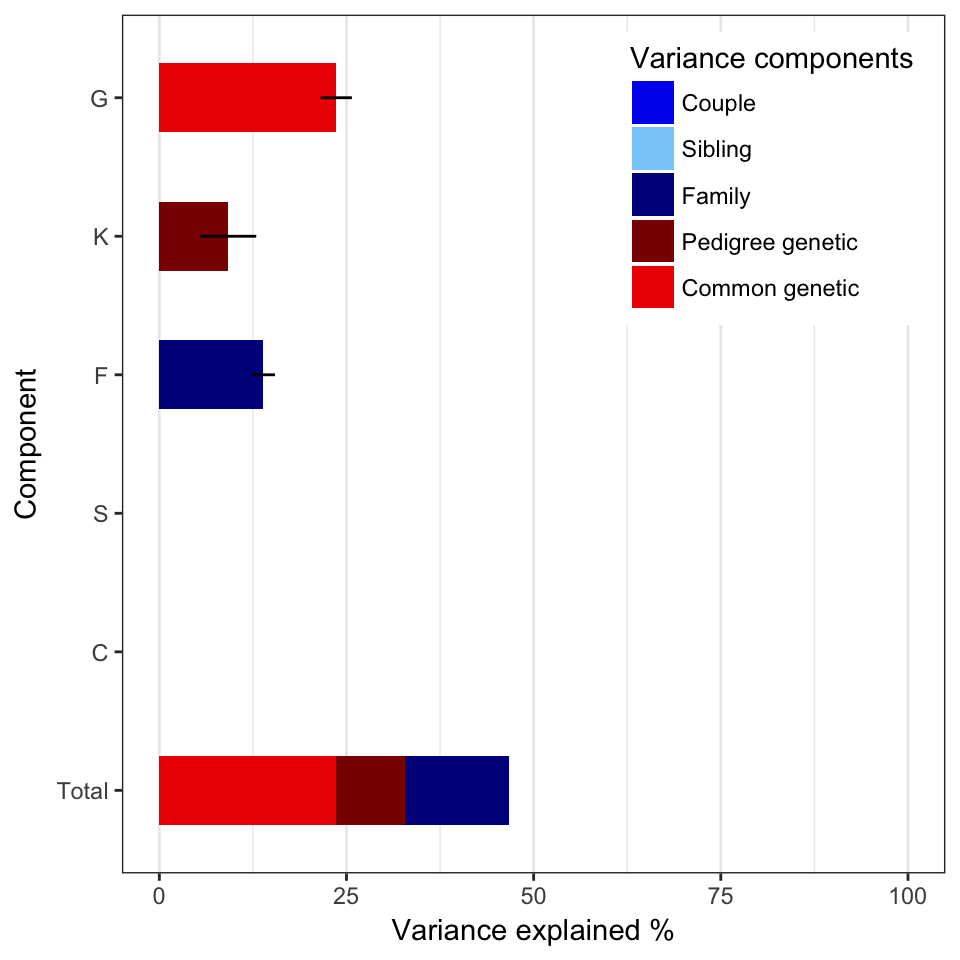 Variance components
Couple
Sibling
Family
Pedigree genetic
Common genetic
G
K
F
S
C
Total
Component
0 25 50 75 100
Variance explained %